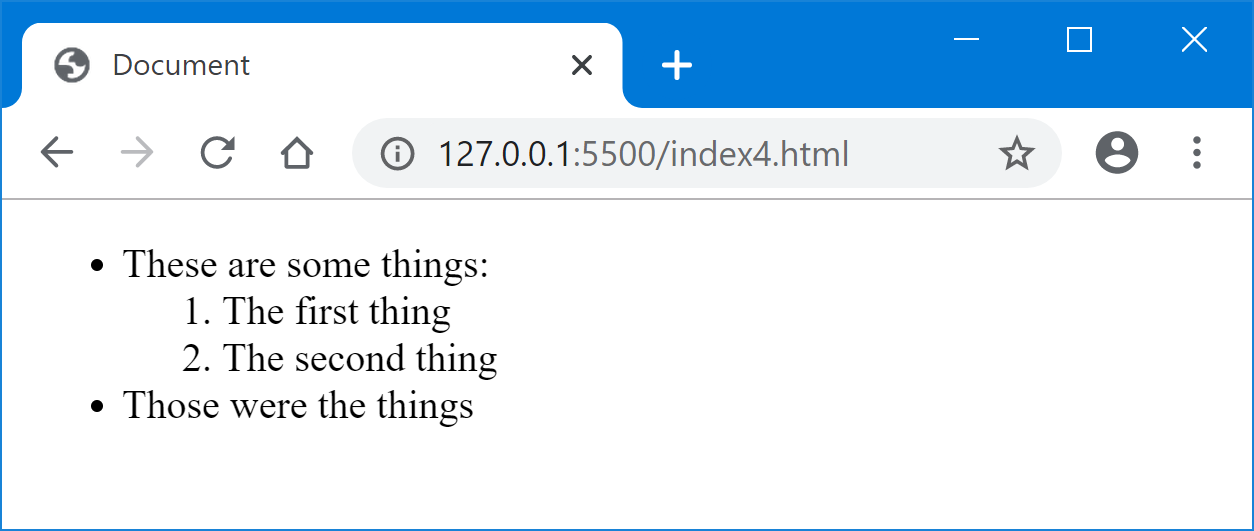 Document
127.0.0.1:5500/index4.html
• These are some things:
1. The first thing
2. The second thing
• Those were the things